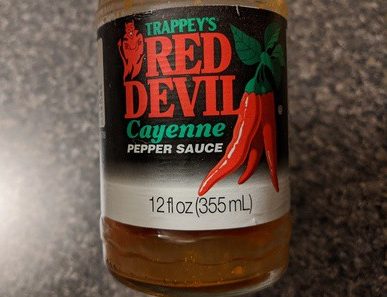 TRAPPEY'S
RED
DEVIL
Cayenne
PEPPER SAUCE
12 fl oz (355 mL)